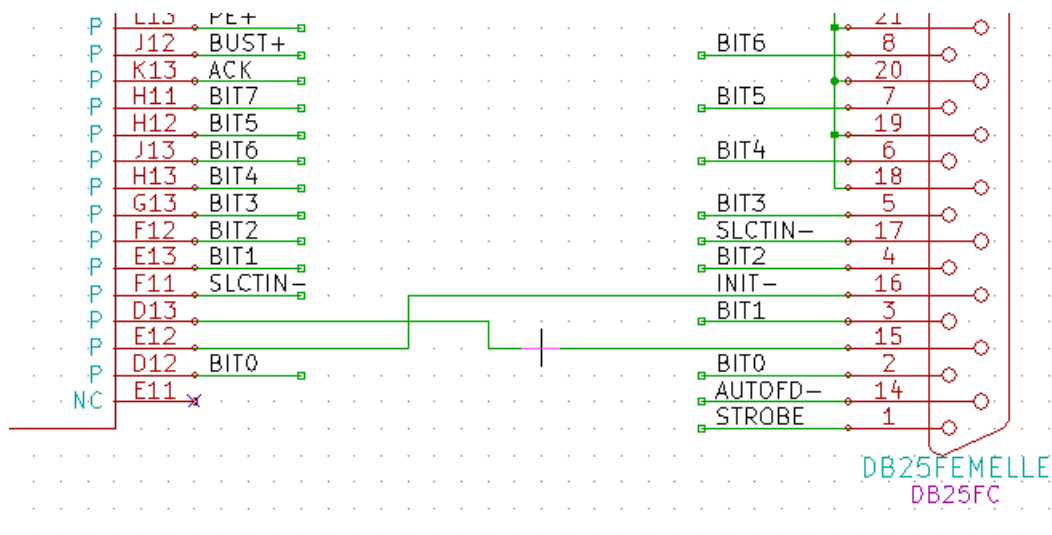 L13 PE+ 21
P J12 BUST+ BIT6 8
P K13 ACK 20
P H11 BIT7 BIT5 7
P H12 BIT5 19
P J13 BIT6 BIT4 6
P H13 BIT4 18
P G13 BIT3 BIT3 5
P F12 BIT2 SLCTIN- 17
P E13 BIT1 BIT2 4
P F11 SLCTIN- INIT- 16
P D13 BIT1 3
P E12 15
P D12 BIT0 BIT0 2
P E11 AUTOFD- 14
NC STROBE 1
DB25FEMELLE
DB25FC